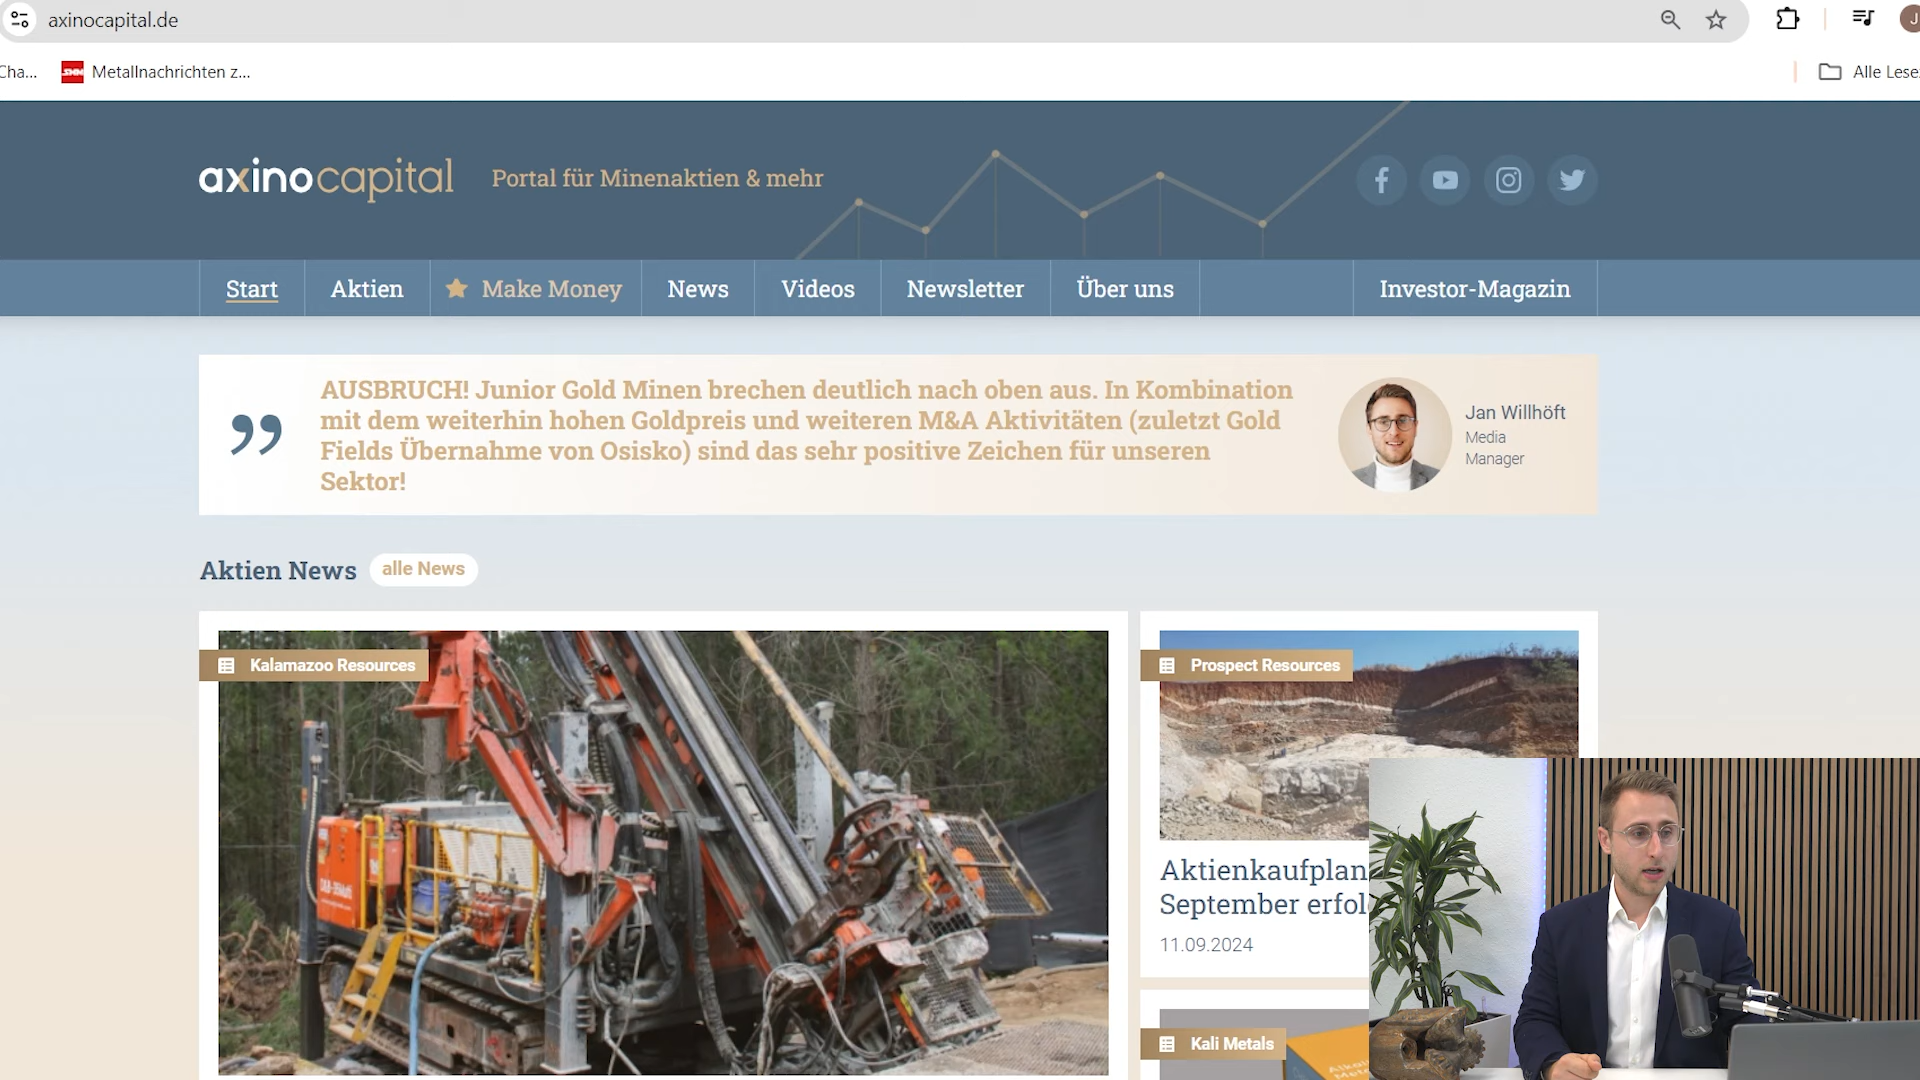 axinocapital.de
J
Cha...
SMM
Metallnachrichten z...
Alle Lese
axinocapital
Portal für Minenaktien & mehr
Start
Aktien
Make Money
News
Videos
Newsletter
Über uns
Investor-Magazin
AUSBRUCH! Junior Gold Minen brechen deutlich nach oben aus. In Kombination
mit dem weiterhin hohen Goldpreis und weiteren M&A Aktivitäten (zuletzt Gold
Fields Übernahme von Osisko) sind das sehr positive Zeichen für unseren
Sektor!
Jan Willhöft
Media
Manager
Aktien News
alle News
Kalamazoo Resources
Prospect Resources
Aktienkaufplan
September erfol
11.09.2024
Kali Metals